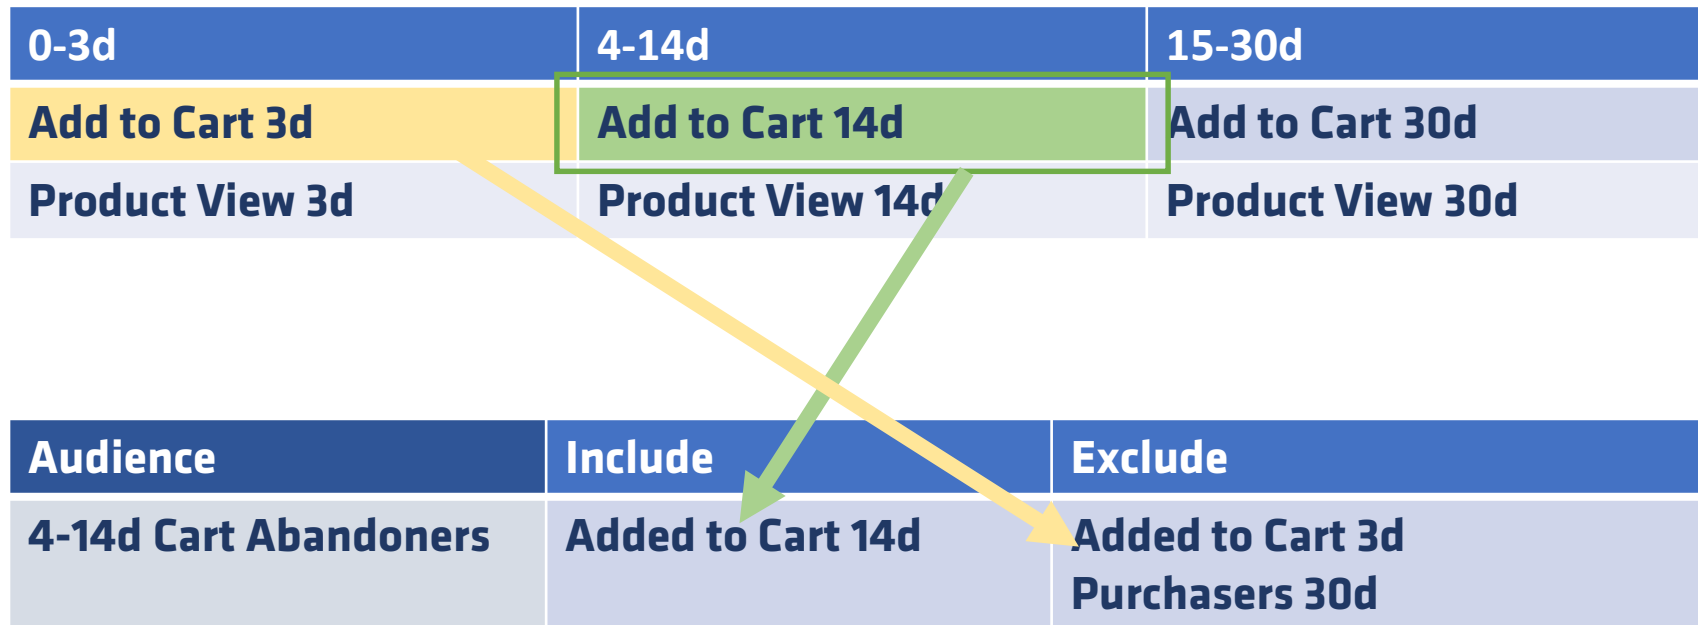 0-3d 4-14d 15-30d
Add to Cart 3d Add to Cart 14d Add to Cart 30d
Product View 3d Product View 14d Product View 30d
Audience Include Exclude
4-14d Cart Abandoners Added to Cart 14d Added to Cart 3d
Purchasers 30d